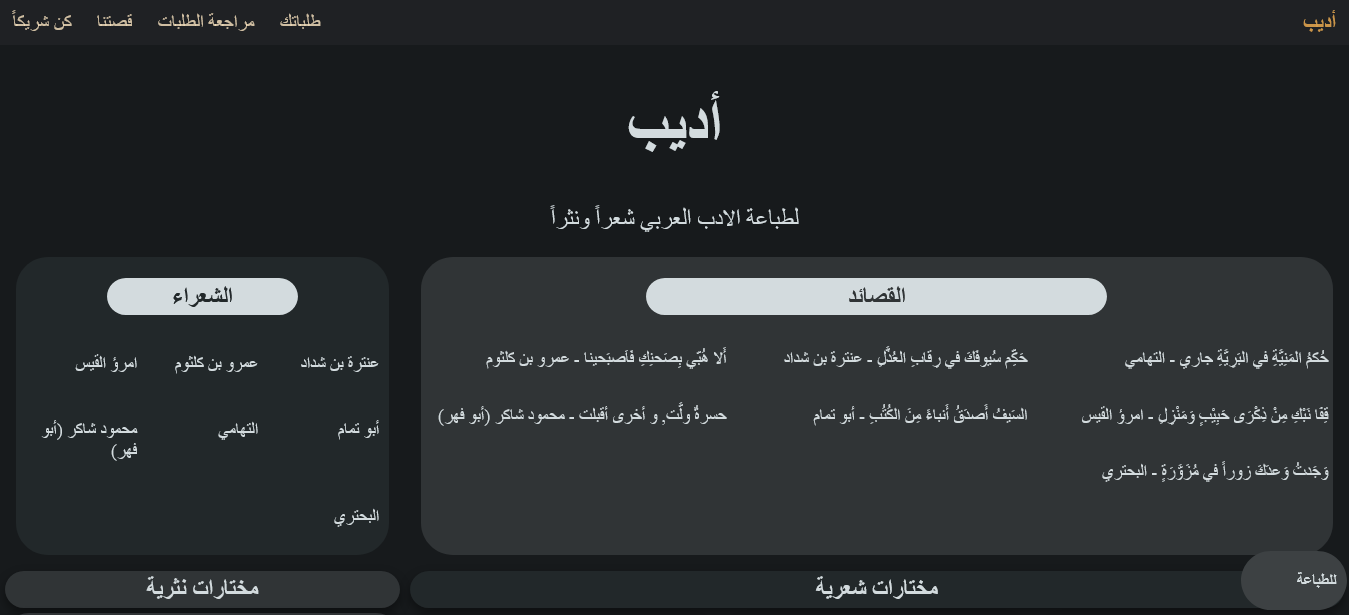 أديب
طلباتك
مراجعة الطلبات
قصتنا
كن شريكاً
أديب
لطباعة الادب العربي شعراً ونثراً
القصائد
حُكمُ المَنِيَّةِ في البَرِيَّةِ جاري - التهامي
حَكِّم سُيوفَكَ في رِقابِ العُذَّلِ - عنترة بن شداد
أَلا هُبّي بِصَحنِكِ فَاَصبَحينا - عمرو بن كلثوم
قِفا نَبْكِ مِنْ ذِكْرَى حَبِيْبٍ وَمَنْزِلِ - امرؤ القيس
السَيفُ أَصدَقُ أَنباءً مِنَ الكُتُبِ - أبو تمام
حسرةٌ ولَّت, و أخرى أقبلت - محمود شاكر (أبو فهر)
وَجَدتُ وَعدَكَ زوراً في مُزَوَّرَةٍ - البحتري
الشعراء
عنترة بن شداد
عمرو بن كلثوم
امرؤ القيس
أبو تمام
التهامي
محمود شاكر (أبو
فهر)
البحتري
مختارات شعرية
مختارات نثرية
للطباعة